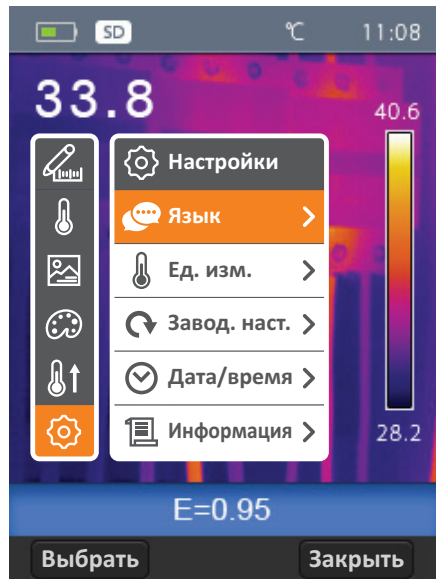 SD ℃ 11:08
33.8
40.6
Настройки
Язык
Ед. изм.
Завод. наст.
Дата/время
Информация
28.2
E=0.95
Выбрать Закрыть